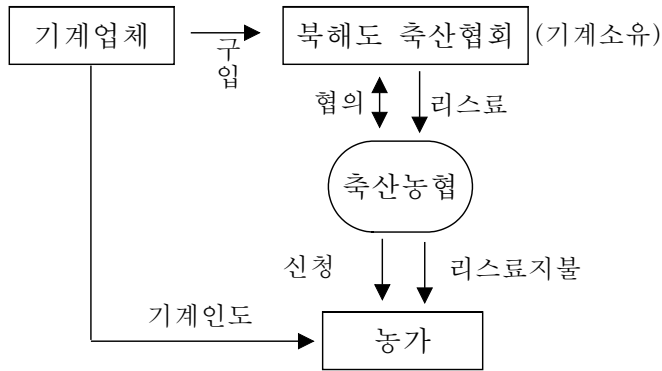 기계업체
구
입
북해도 축산협회 (기계소유)
협의
리스료
축산농협
신청
리스료지불
기계인도
농가